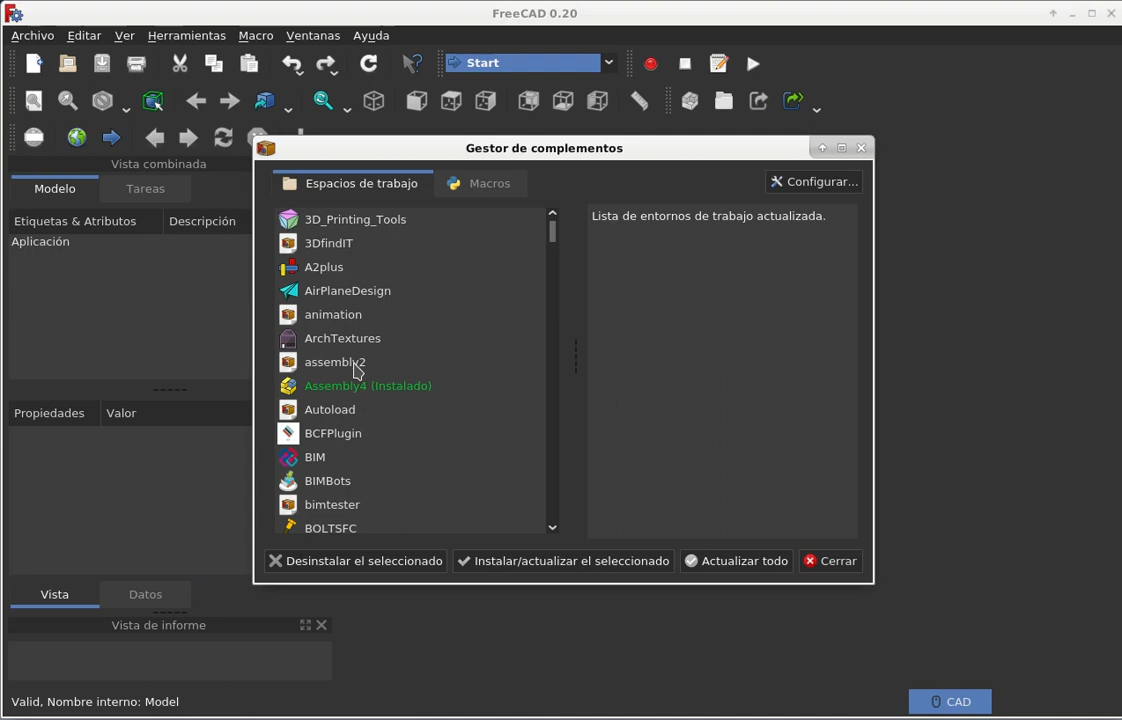 FreeCAD 0.20
Archivo Editar Ver Herramientas Macro Ventanas Ayuda
Start
Vista combinada
Modelo Tareas
Etiquetas & Atributos Descripción
Aplicación
Propiedades Valor
Vista Datos
Vista de informe
Valid, Nombre interno: Model
CAD
Gestor de complementos
Espacios de trabajo Macros Configurar...
3D_Printing_Tools
3DfindIT
A2plus
AirPlaneDesign
animation
ArchTextures
assembly2
Assembly4 (Instalado)
Autoload
BCFPlugin
BIM
BIMBots
bimtester
BOLTSFC
Lista de entornos de trabajo actualizada.
Desinstalar el seleccionado Instalar/actualizar el seleccionado Actualizar todo Cerrar